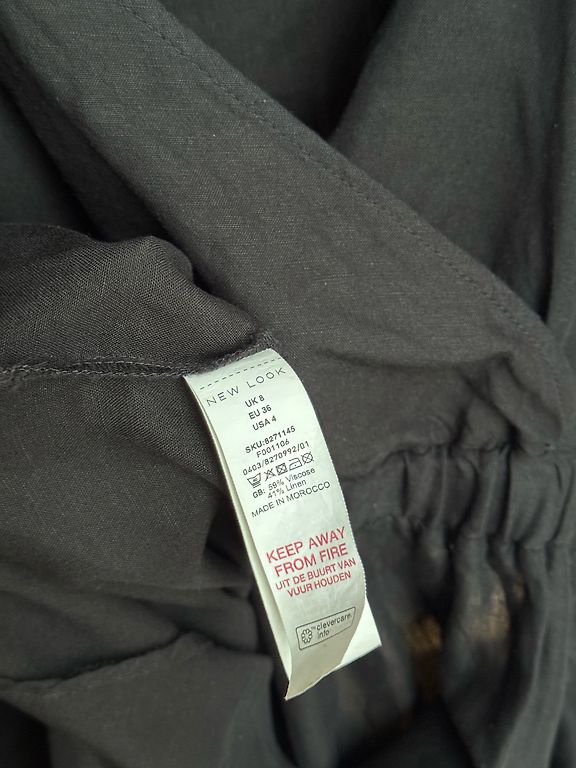 NEW LOOK
UK 8
EU 36
USA 4
SKU:8271145
F001106
0403/8270992/01
GB: 59% Viscose
41% Linen
MADE IN MOROCCO
KEEP AWAY
FROM FIRE
UIT DE BUURT VAN
VUUR HOUDEN
clevercare.
info